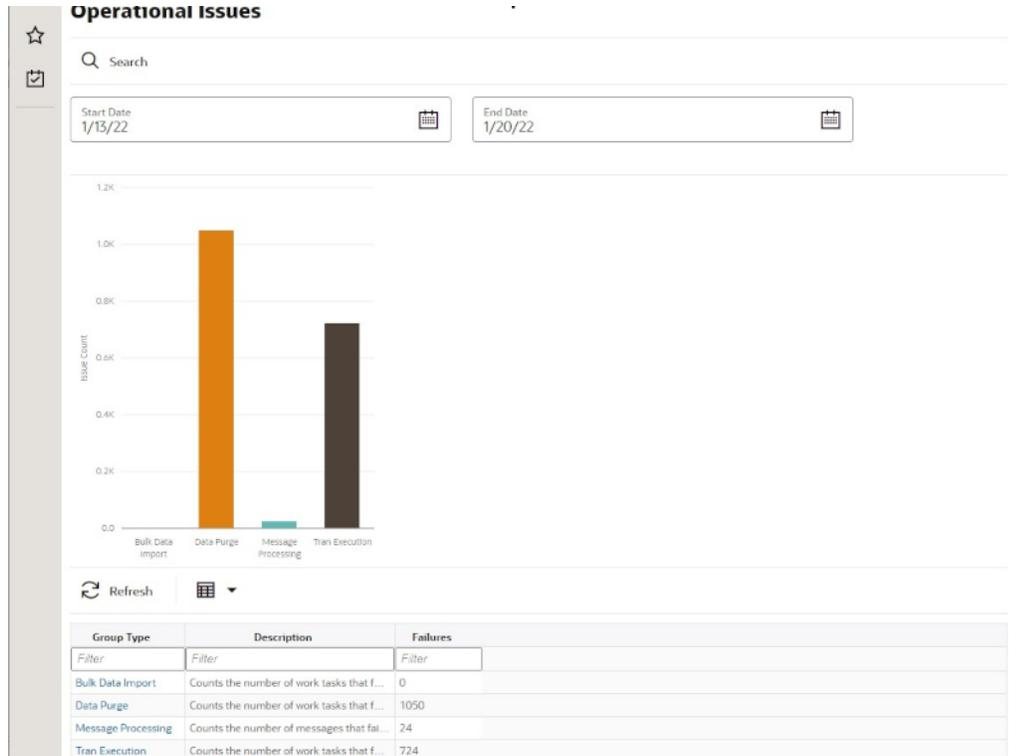 Operational Issues
Search
Start Date
1/13/22
End Date
1/20/22
1.2K
1.0K
0.8K
0.6K
0.4K
0.2K
0.0
Issue Count
Bulk Data Import
Data Purge
Message Processing
Tran Execution
Refresh
Group Type Description Failures
Filter Filter Filter
Bulk Data Import Counts the number of work tasks that f... 0
Data Purge Counts the number of work tasks that f... 1050
Message Processing Counts the number of messages that fai... 24
Tran Execution Counts the number of work tasks that f... 724